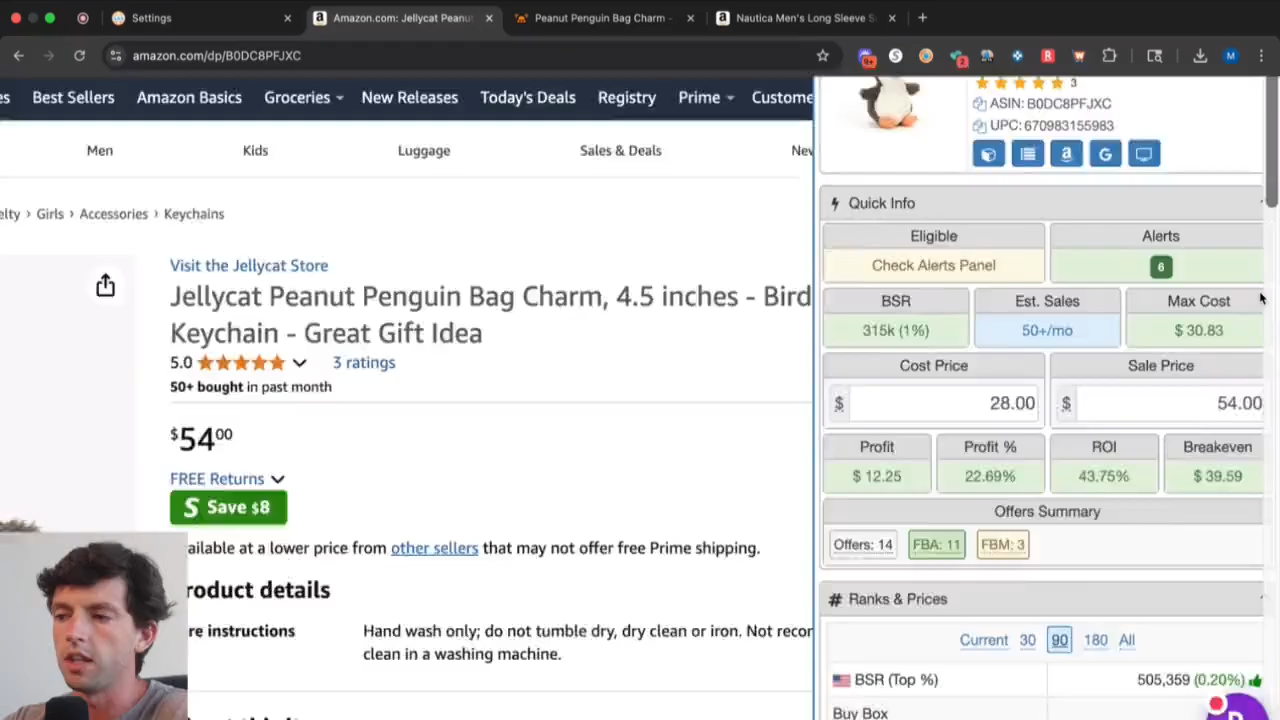 Settings
Amazon.com: Jellycat Peanut
Peanut Penguin Bag Charm -
Nautica Men's Long Sleeve S
amazon.com/dp/B0DC8PFJXC
9+
2
M
es Best Sellers Amazon Basics Groceries New Releases Today's Deals Registry Prime Custome
Men Kids Luggage Sales & Deals Nev
elty › Girls › Accessories › Keychains
Visit the Jellycat Store
Jellycat Peanut Penguin Bag Charm, 4.5 inches - Bird
Keychain - Great Gift Idea
5.0 3 ratings
50+ bought in past month
$54 00
FREE Returns
S Save $8
ailable at a lower price from other sellers that may not offer free Prime shipping.
roduct details
re instructions Hand wash only; do not tumble dry, dry clean or iron. Not recor
clean in a washing machine.
3
ASIN: B0DC8PFJXC
UPC: 670983155983
a G
Quick Info
Eligible Alerts
Check Alerts Panel 6
BSR Est. Sales Max Cost
315k (1%) 50+/mo $ 30.83
Cost Price Sale Price
$ 28.00 $ 54.00
Profit Profit % ROI Breakeven
$ 12.25 22.69% 43.75% $ 39.59
Offers Summary
Offers: 14 FBA: 11 FBM: 3
# Ranks & Prices
Current 30 90 180 All
BSR (Top %) 505,359 (0.20%)
Buy Box